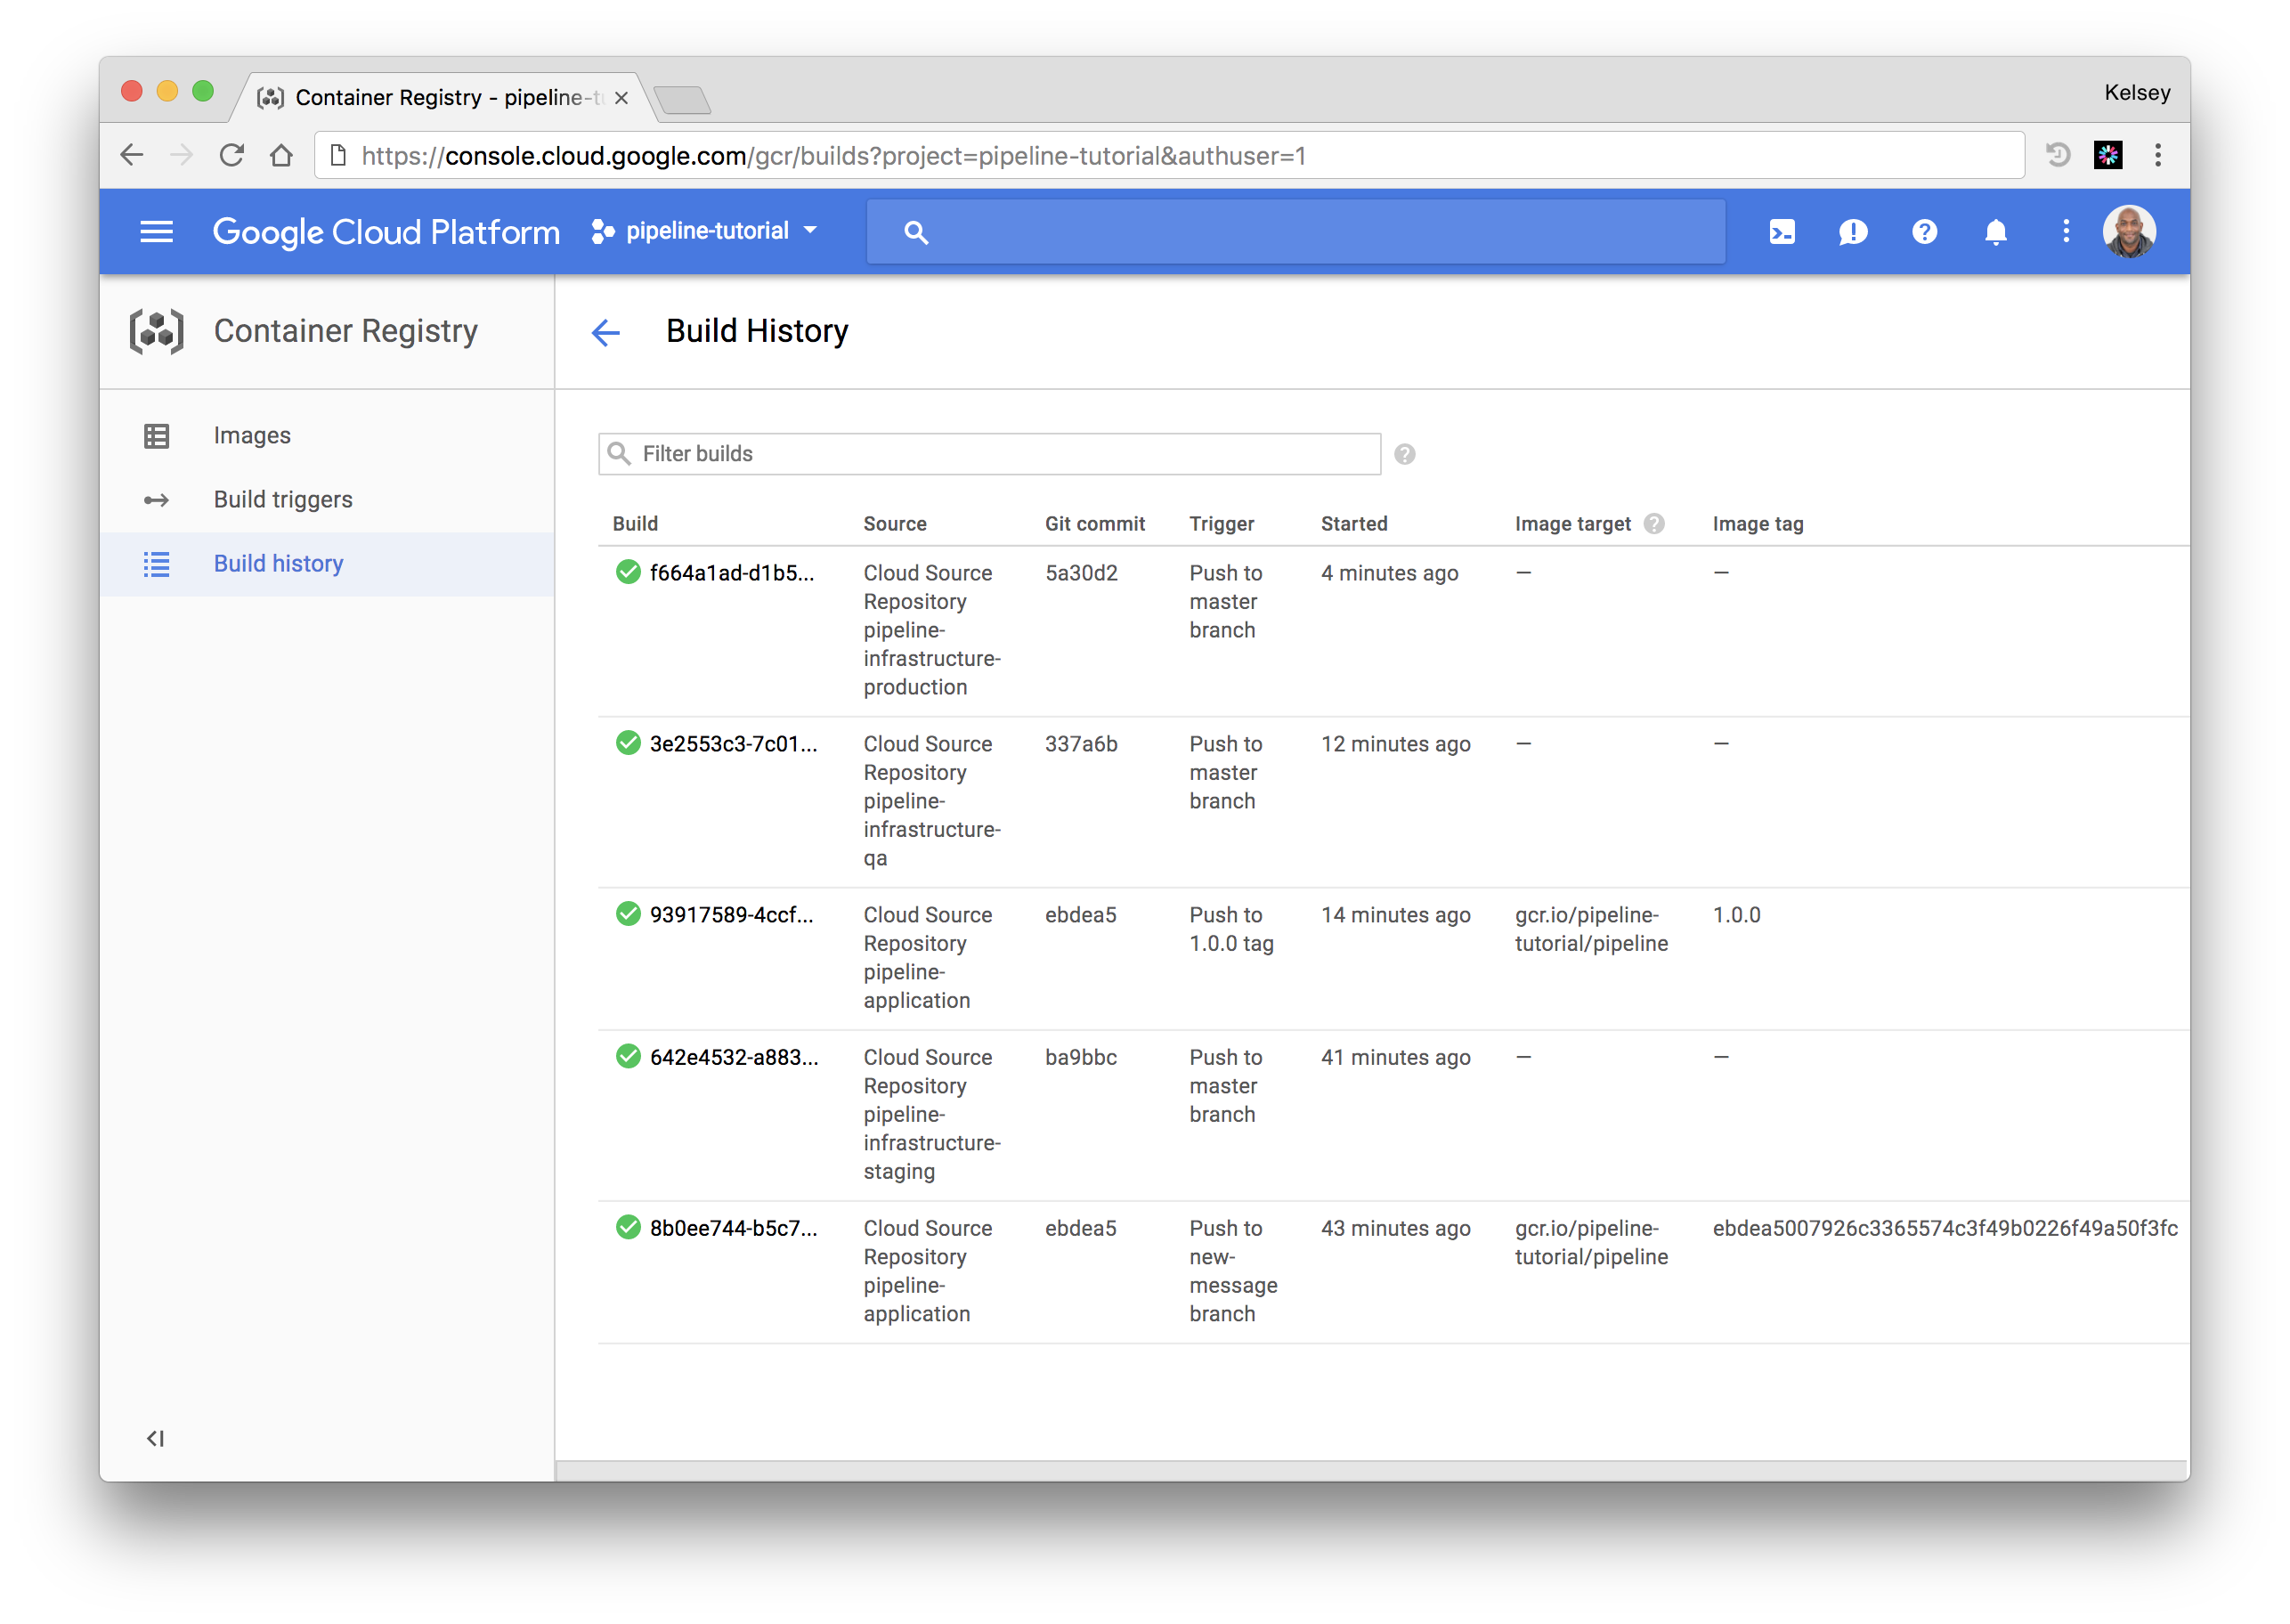 Container Registry - pipeline-t
Kelsey
https://console.cloud.google.com/gcr/builds?project=pipeline-tutorial&authuser=1
Google Cloud Platform
pipeline-tutorial
Container Registry
Build History
Images
Build triggers
Build history
Filter builds
Build Source Git commit Trigger Started Image target Image tag
f664a1ad-d1b5... Cloud Source 5a30d2 Push to 4 minutes ago — —
Repository master
pipeline- branch
infrastructure-
production
3e2553c3-7c01... Cloud Source 337a6b Push to 12 minutes ago — —
Repository master
pipeline- branch
infrastructure-
qa
93917589-4ccf... Cloud Source ebdea5 Push to 14 minutes ago gcr.io/pipeline- 1.0.0
Repository 1.0.0 tag tutorial/pipeline
pipeline-
application
642e4532-a883... Cloud Source ba9bbc Push to 41 minutes ago — —
Repository master
pipeline- branch
infrastructure-
staging
8b0ee744-b5c7... Cloud Source ebdea5 Push to 43 minutes ago gcr.io/pipeline- ebdea5007926c3365574c3f49b0226f49a50f3fc
Repository new- tutorial/pipeline
pipeline- message
application branch